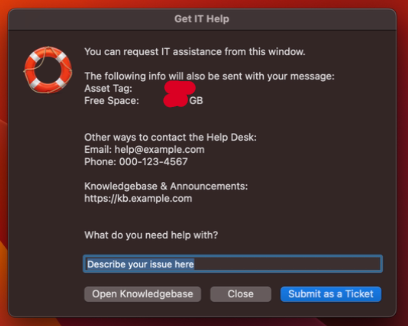 Get IT Help
You can request IT assistance from this window.
The following info will also be sent with your message:
Asset Tag:
Free Space: GB
Other ways to contact the Help Desk:
Email: help@example.com
Phone: 000-123-4567
Knowledgebase & Announcements:
https://kb.example.com
What do you need help with?
Describe your issue here
Open Knowledgebase
Close
Submit as a Ticket